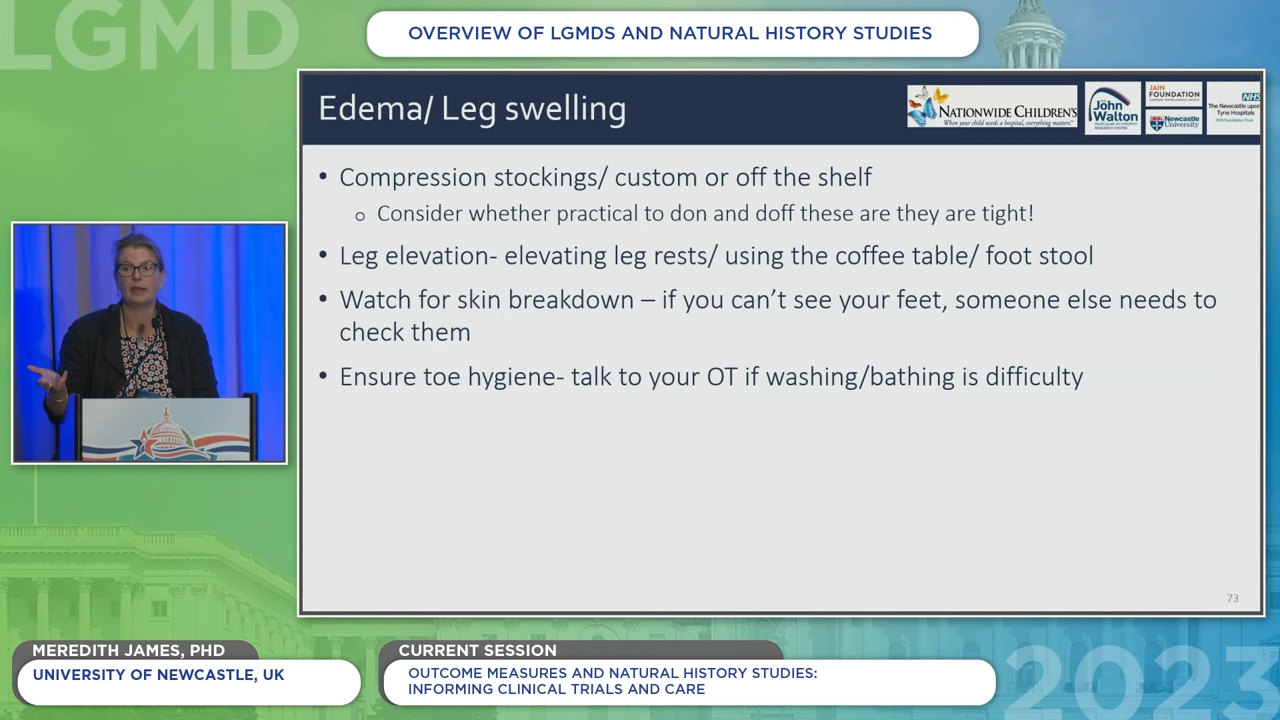 LGMD
OVERVIEW OF LGMDS AND NATURAL HISTORY STUDIES
Edema/ Leg swelling
NATIONWIDE CHILDREN'S
When your child needs a hospital, everything matters.
The
John
Walton
JAIN
FOUNDATION
Newcastle
University
NHS
The Newcastle upon
Tyne Hospitals
NHS Foundation Trust
• Compression stockings/ custom or off the shelf
o Consider whether practical to don and doff these are they are tight!
• Leg elevation- elevating leg rests/ using the coffee table/ foot stool
• Watch for skin breakdown – if you can't see your feet, someone else needs to
check them
• Ensure toe hygiene- talk to your OT if washing/bathing is difficulty
73
MEREDITH JAMES, PHD
UNIVERSITY OF NEWCASTLE, UK
CURRENT SESSION
OUTCOME MEASURES AND NATURAL HISTORY STUDIES:
INFORMING CLINICAL TRIALS AND CARE
2023